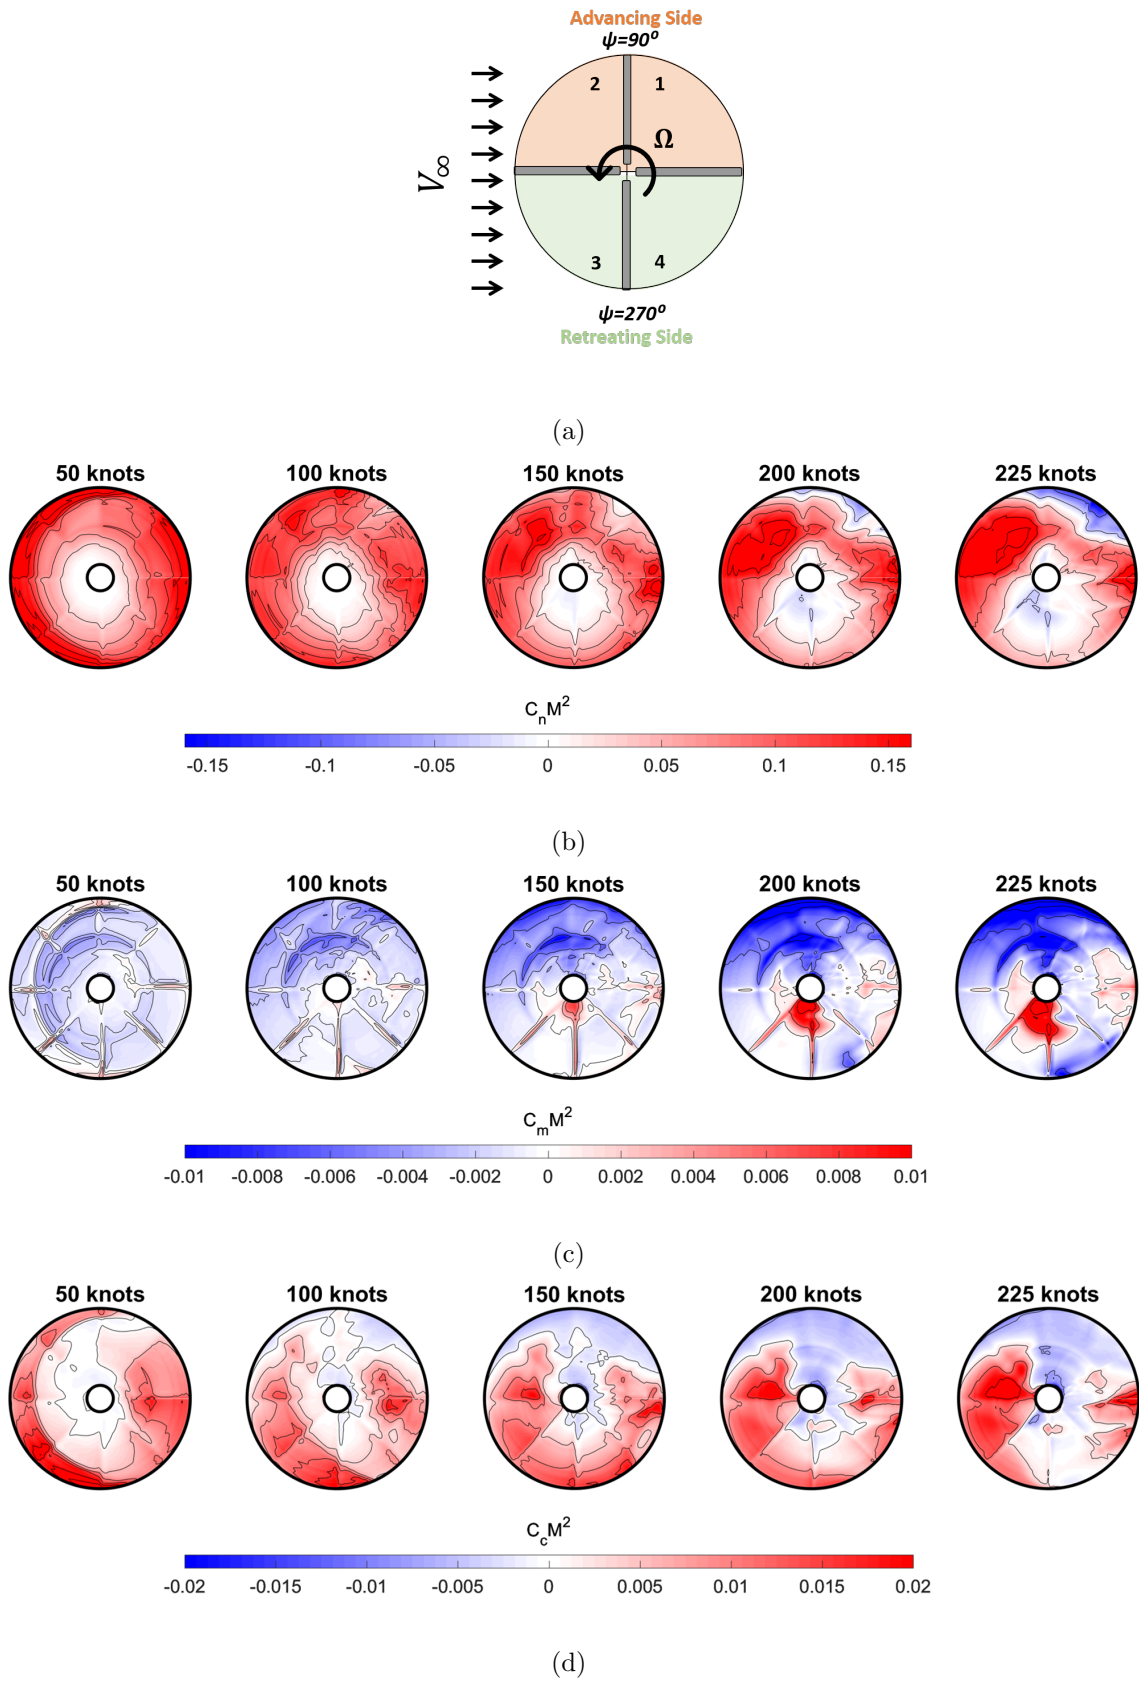 Advancing Side
ψ=90°
2 1
Ω
V∞
3 4
ψ=270°
Retreating Side
(a)
50 knots 100 knots 150 knots 200 knots 225 knots
CnM²
-0.15 -0.1 -0.05 0 0.05 0.1 0.15
(b)
50 knots 100 knots 150 knots 200 knots 225 knots
CmM²
-0.01 -0.008 -0.006 -0.004 -0.002 0 0.002 0.004 0.006 0.008 0.01
(c)
50 knots 100 knots 150 knots 200 knots 225 knots
CcM²
-0.02 -0.015 -0.01 -0.005 0 0.005 0.01 0.015 0.02
(d)